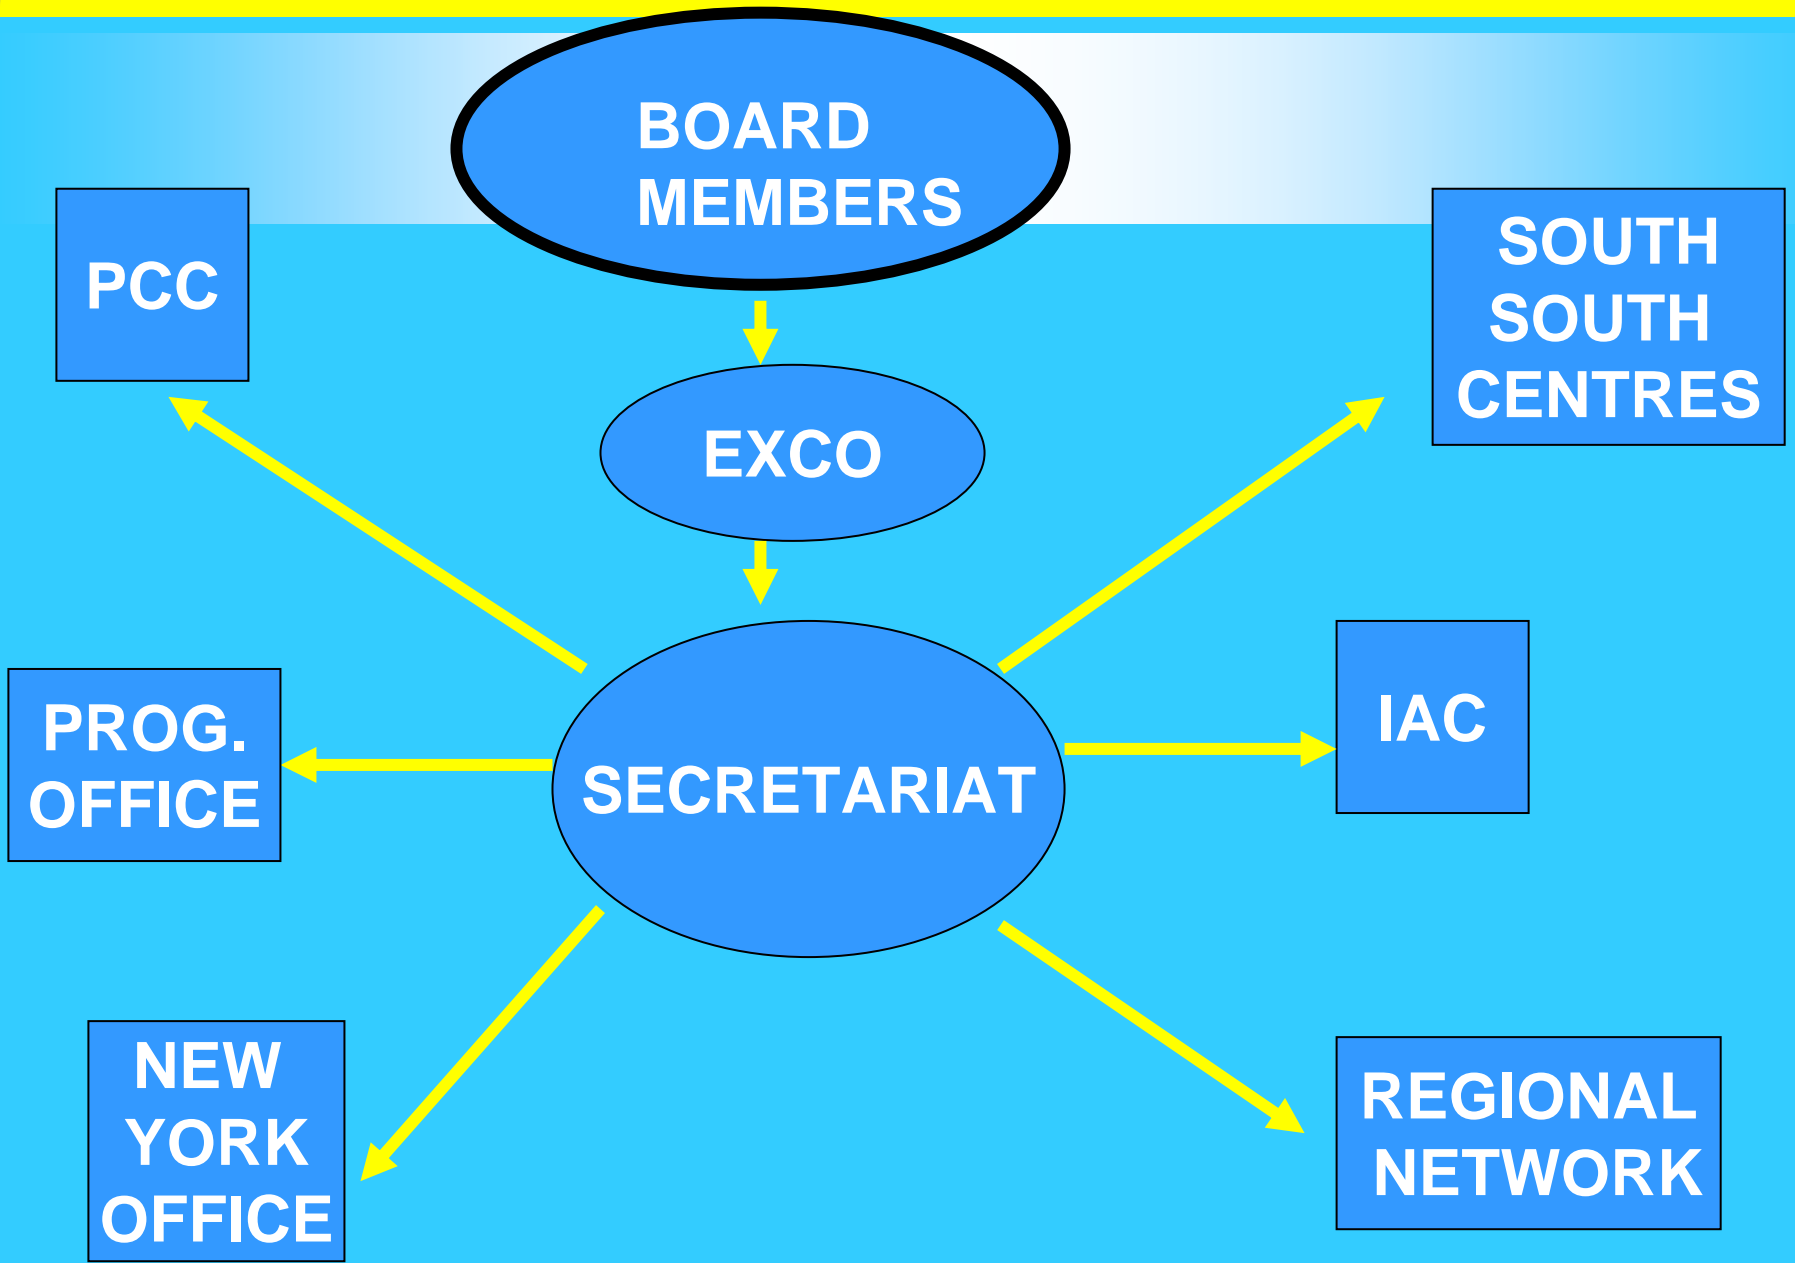 BOARD
MEMBERS
PCC
SOUTH
SOUTH
CENTRES
EXCO
PROG.
OFFICE
SECRETARIAT
IAC
NEW
YORK
OFFICE
REGIONAL
NETWORK